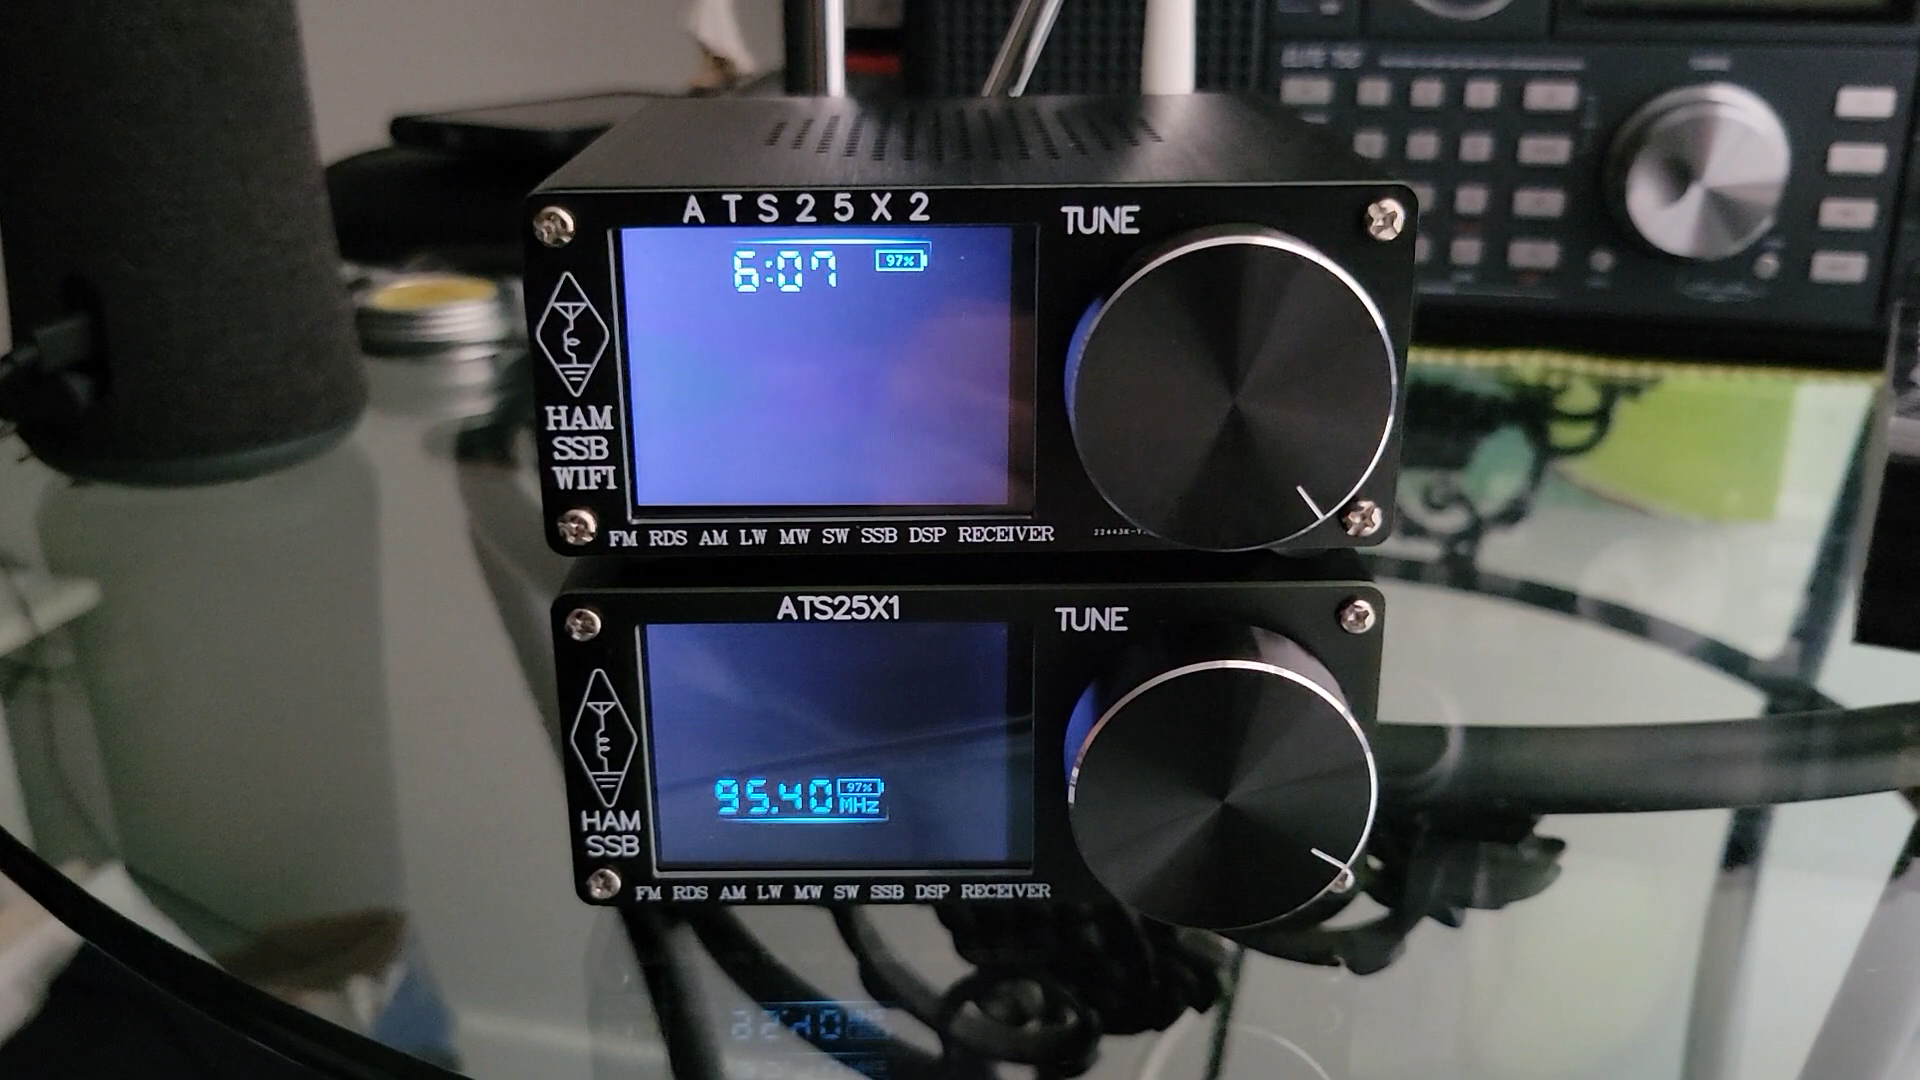 ATS25X2
TUNE
6:07
97%
HAM
SSB
WIFI
FM RDS AM LW MW SW SSB DSP RECEIVER
ATS25X1
TUNE
95.40
97%
MHz
HAM
SSB
FM RDS AM LW MW SW SSB DSP RECEIVER